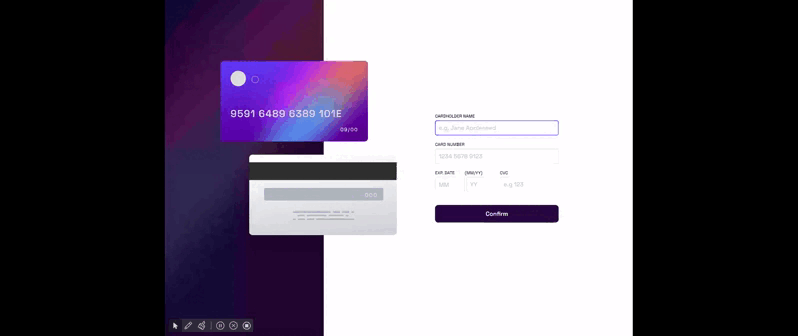 9591 6489 6389 101E
09/00
000
CARDHOLDER NAME
e.g. Jane Appleseed
CARD NUMBER
1234 5678 9123
EXP. DATE (MM/YY) CVC
MM YY e.g 123
Confirm